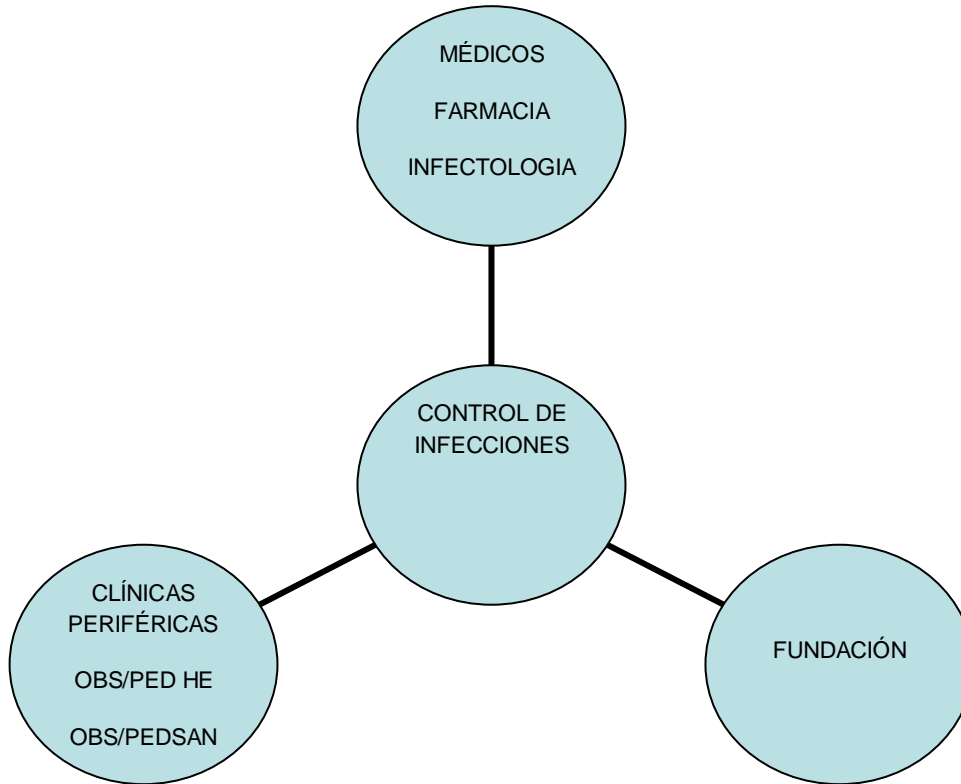 MÉDICOS
FARMACIA
INFECTOLOGIA
CONTROL DE
INFECCIONES
CLÍNICAS
PERIFÉRICAS
OBS/PED HE
OBS/PEDSAN
FUNDACIÓN